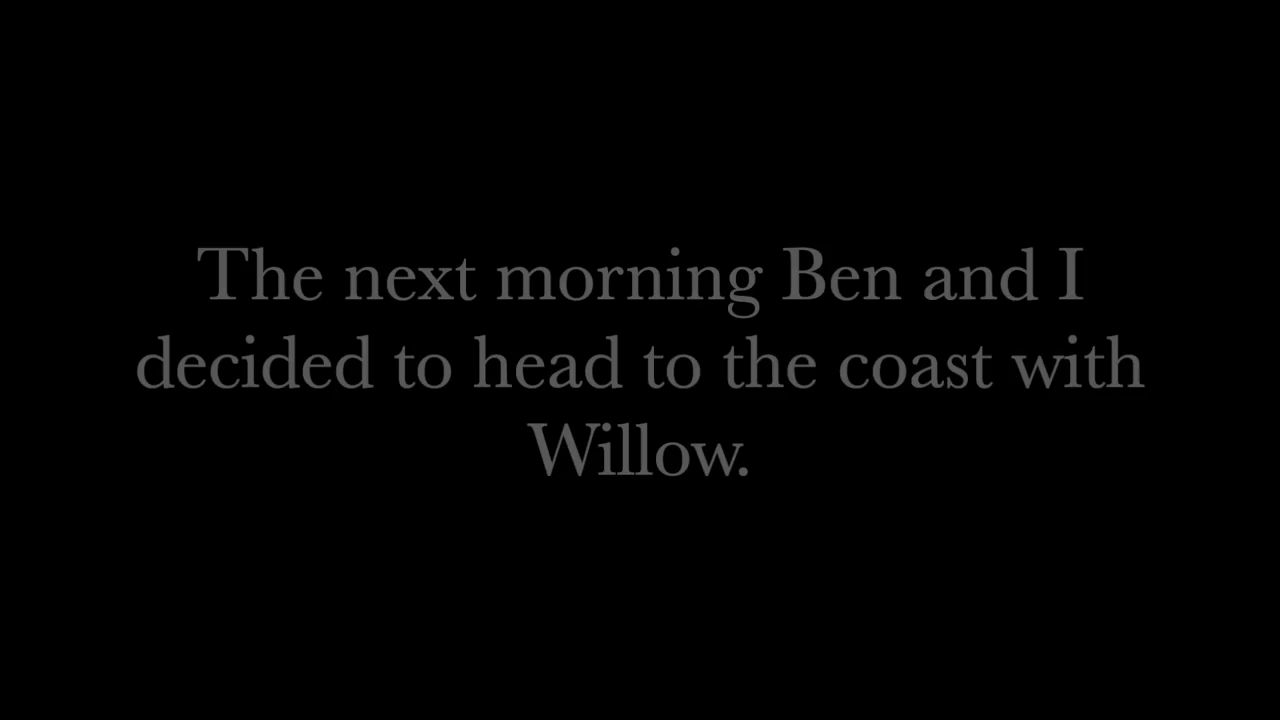 The next morning Ben and I
decided to head to the coast with
Willow.